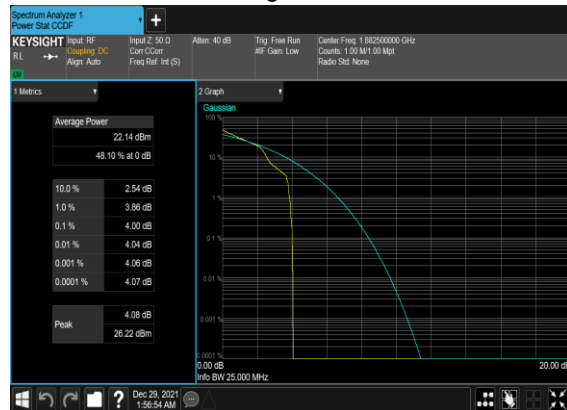 Spectrum Analyzer 1
Power Stat CCDF
KEYSIGHT
RL
Input: RF
Coupling: DC
Align: Auto
Input Z: 50 Ω
Corr CCorr
Freq Ref: Int (S)
Atten: 40 dB
Trig: Free Run
#IF Gain: Low
Center Freq: 1.882500000 GHz
Counts: 1.00 M/1.00 Mpt
Radio Std: None
1 Metrics
Average Power
22.14 dBm
48.10 % at 0 dB
10.0 % 2.54 dB
1.0 % 3.86 dB
0.1 % 4.00 dB
0.01 % 4.04 dB
0.001 % 4.06 dB
0.0001 % 4.07 dB
Peak
4.08 dB
26.22 dBm
2 Graph
Gaussian
100 %
10 %
1 %
0.1 %
0.01 %
0.001 %
0.0001 %
0.00 dB
20.00 dB
Info BW 25.000 MHz
?
Dec 29, 2021
1:56:54 AM